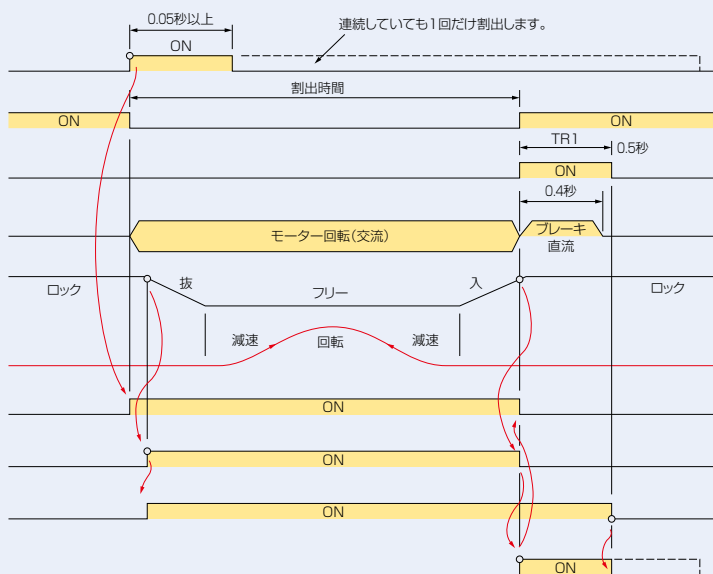 0.05秒以上
連続していても1回だけ割出します。
ON
割出時間
ON
ON
TR1
0.5秒
ON
0.4秒
モーター回転(交流)
ブレーキ
直流
ロック
抜
フリー
入
ロック
減速
回転
減速
ON
ON
ON
ON